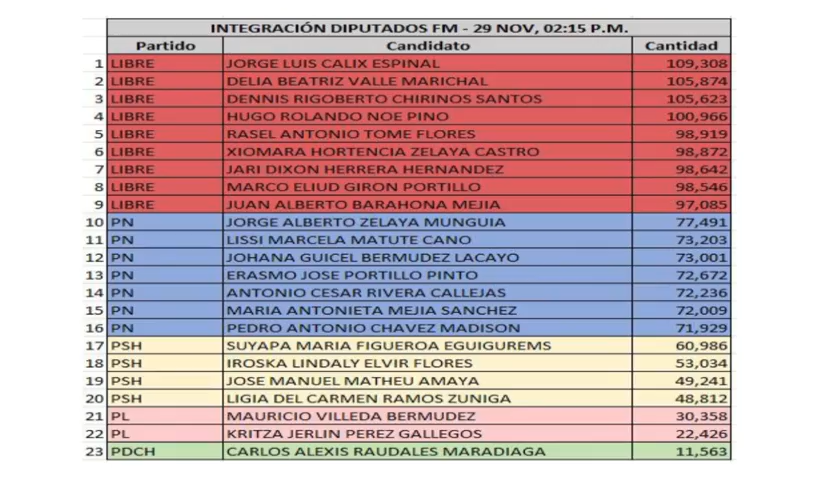 INTEGRACIÓN DIPUTADOS FM - 29 NOV, 02:15 P.M.
Partido Candidato Cantidad
1 LIBRE JORGE LUIS CALIX ESPINAL 109,308
2 LIBRE DELIA BEATRIZ VALLE MARICHAL 105,874
3 LIBRE DENNIS RIGOBERTO CHIRINOS SANTOS 105,623
4 LIBRE HUGO ROLANDO NOE PINO 100,966
5 LIBRE RASEL ANTONIO TOME FLORES 98,919
6 LIBRE XIOMARA HORTENCIA ZELAYA CASTRO 98,872
7 LIBRE JARI DIXON HERRERA HERNANDEZ 98,642
8 LIBRE MARCO ELIUD GIRON PORTILLO 98,546
9 LIBRE JUAN ALBERTO BARAHONA MEJIA 97,085
10 PN JORGE ALBERTO ZELAYA MUNGUIA 77,491
11 PN LISSI MARCELA MATUTE CANO 73,203
12 PN JOHANA GUICEL BERMUDEZ LACAYO 73,001
13 PN ERASMO JOSE PORTILLO PINTO 72,672
14 PN ANTONIO CESAR RIVERA CALLEJAS 72,236
15 PN MARIA ANTONIETA MEJIA SANCHEZ 72,009
16 PN PEDRO ANTONIO CHAVEZ MADISON 71,929
17 PSH SUYAPA MARIA FIGUEROA EGUIGUREMS 60,986
18 PSH IROSKA LINDALY ELVIR FLORES 53,034
19 PSH JOSE MANUEL MATHEU AMAYA 49,241
20 PSH LIGIA DEL CARMEN RAMOS ZUNIGA 48,812
21 PL MAURICIO VILLEDA BERMUDEZ 30,358
22 PL KRITZA JERLIN PEREZ GALLEGOS 22,426
23 PDCH CARLOS ALEXIS RAUDALES MARADIAGA 11,563